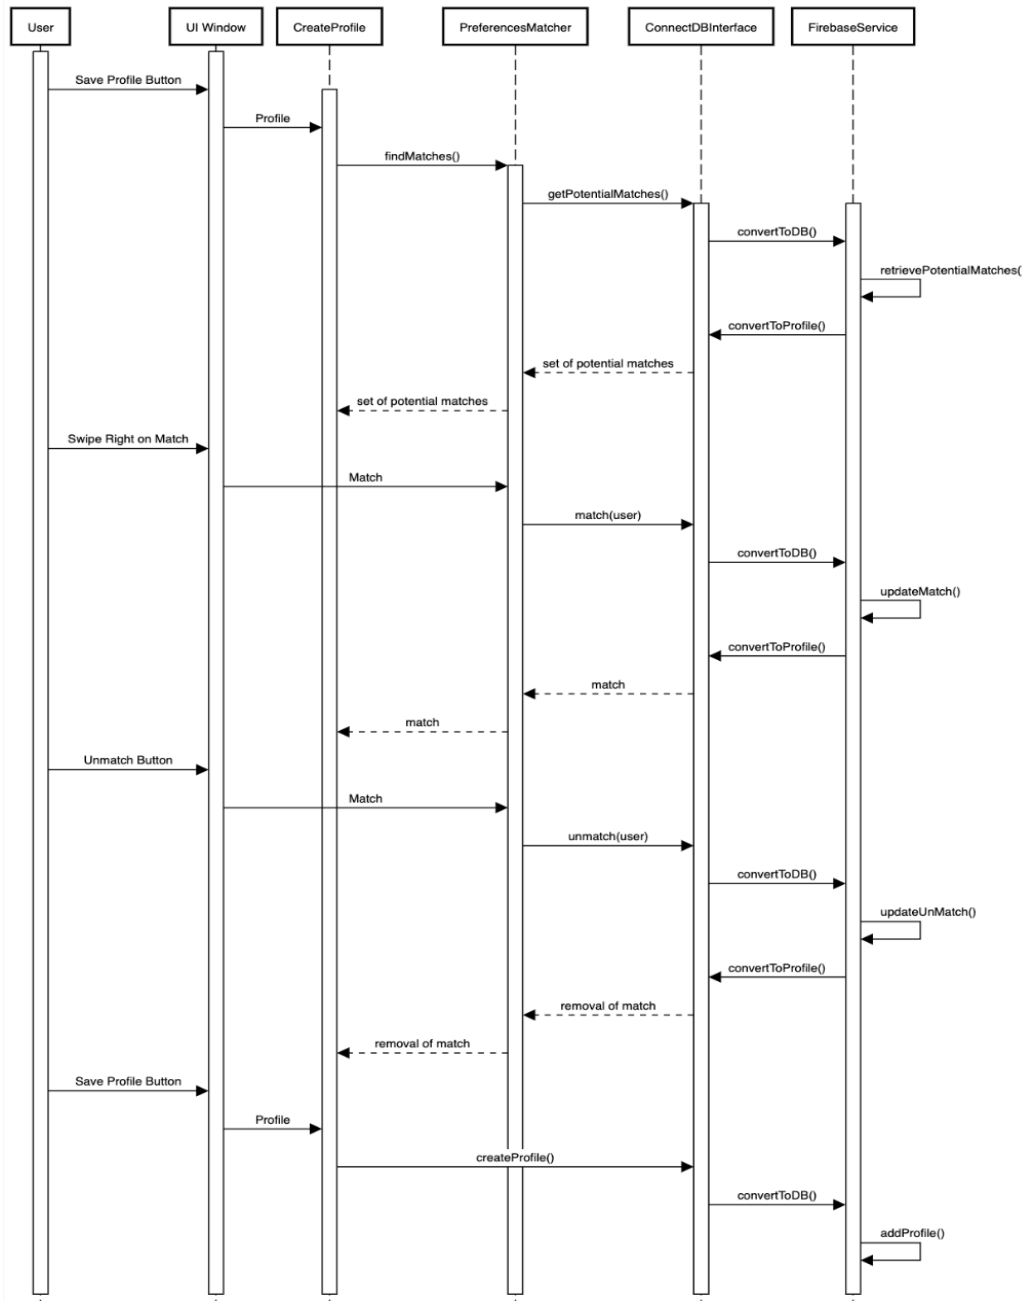 User
UI Window
CreateProfile
PreferencesMatcher
ConnectDBInterface
FirebaseService
Save Profile Button
Profile
findMatches()
getPotentialMatches()
convertToDB()
retrievePotentialMatches(
convertToProfile()
set of potential matches
set of potential matches
Swipe Right on Match
Match
match(user)
convertToDB()
updateMatch()
convertToProfile()
match
match
Unmatch Button
Match
unmatch(user)
convertToDB()
updateUnMatch()
convertToProfile()
removal of match
removal of match
Save Profile Button
Profile
createProfile()
convertToDB()
addProfile()